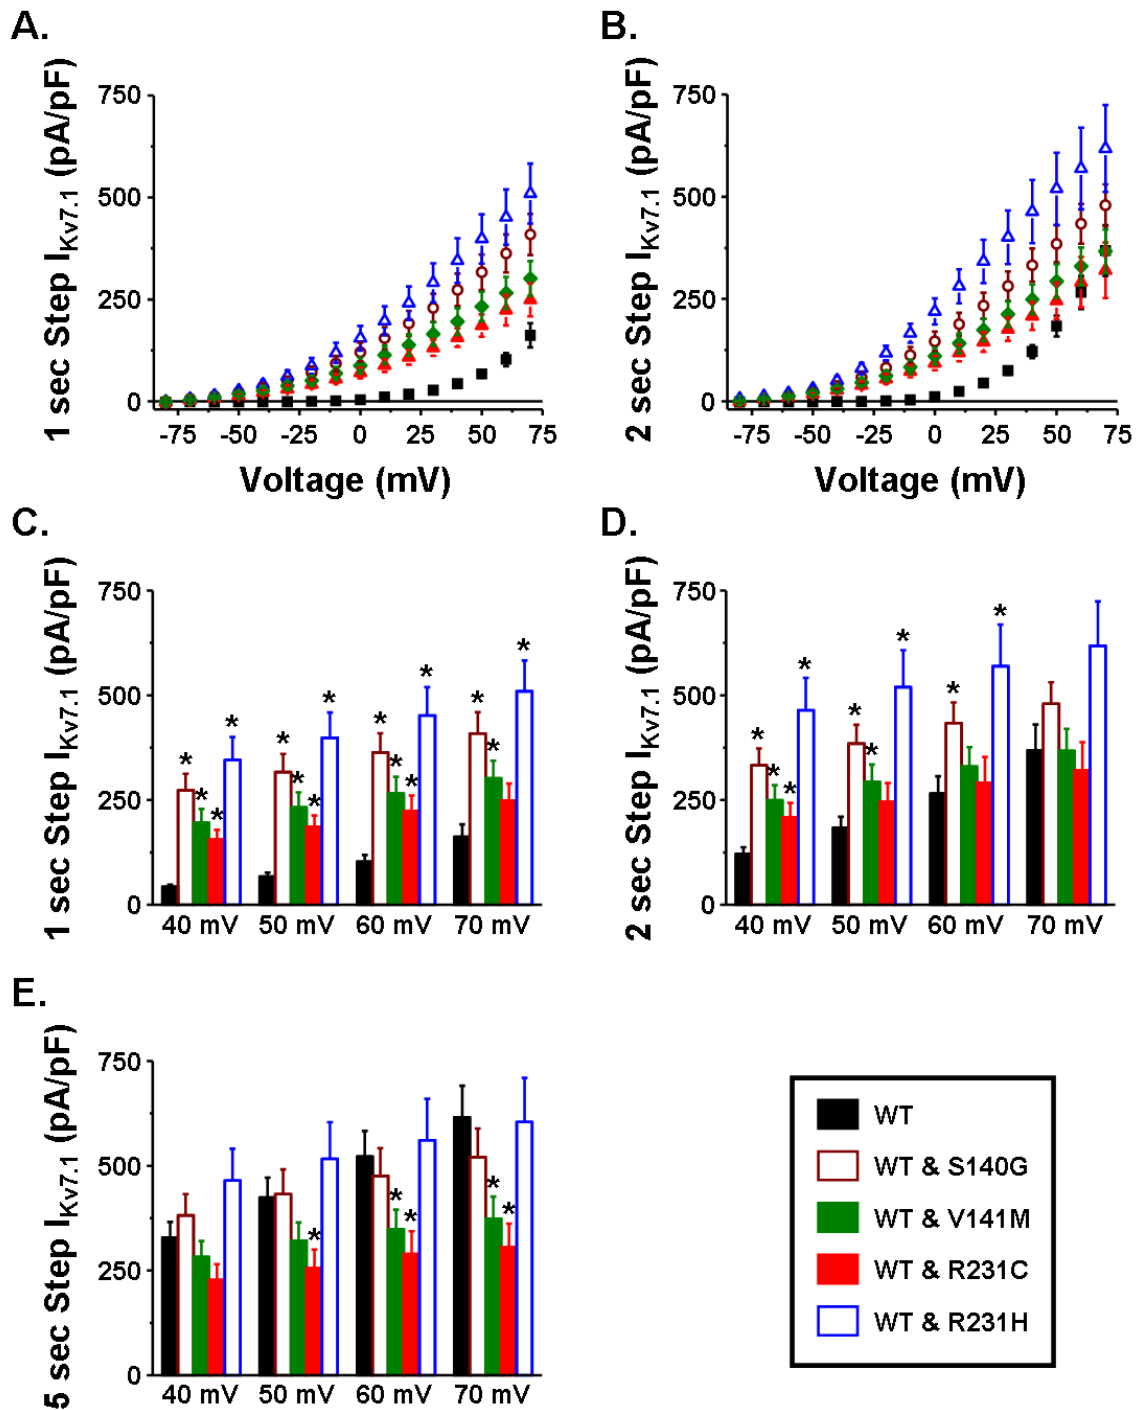 A.
B.
1 sec Step I_Kv7.1 (pA/pF)
750
500
250
0
-75 -50 -25 0 25 50 75
Voltage (mV)
2 sec Step I_Kv7.1 (pA/pF)
750
500
250
0
-75 -50 -25 0 25 50 75
Voltage (mV)
C.
D.
1 sec Step I_Kv7.1 (pA/pF)
750
500
250
0
* * * *
* * * *
* * * *
* * *
40 mV 50 mV 60 mV 70 mV
2 sec Step I_Kv7.1 (pA/pF)
750
500
250
0
* * * *
* * *
* *
40 mV 50 mV 60 mV 70 mV
E.
5 sec Step I_Kv7.1 (pA/pF)
750
500
250
0
*
* *
* *
40 mV 50 mV 60 mV 70 mV
WT
WT & S140G
WT & V141M
WT & R231C
WT & R231H